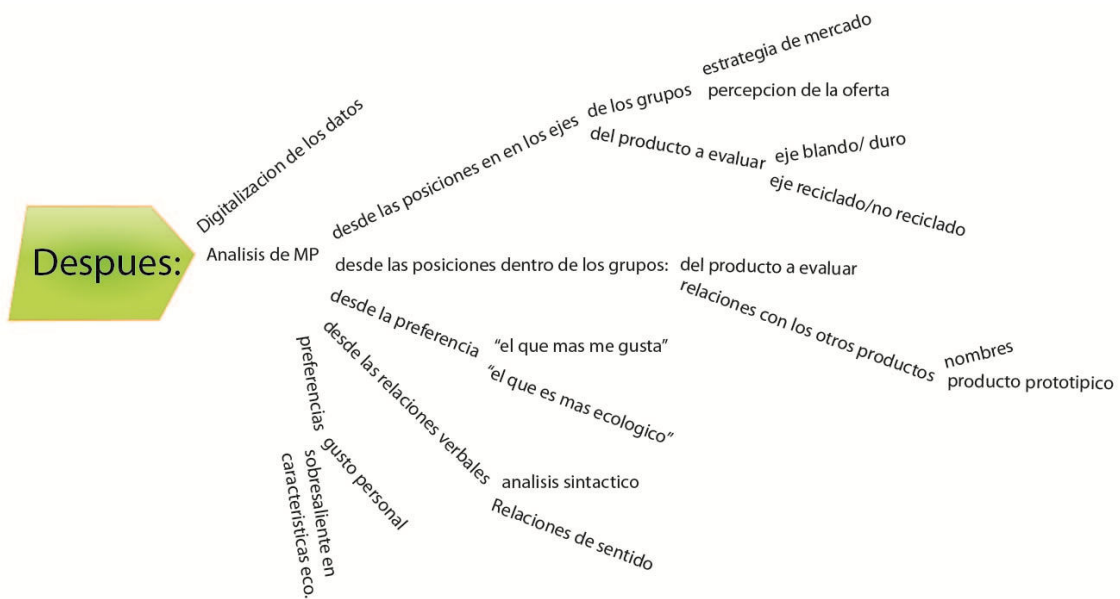 Despues:
Digitalizacion de los datos
Analisis de MP
desde las posiciones en en los ejes
de los grupos
estrategia de mercado
percepcion de la oferta
del producto a evaluar
eje blando/ duro
eje reciclado/no reciclado
desde las posiciones dentro de los grupos:
del producto a evaluar
relaciones con los otros productos
nombres
producto prototipico
desde la preferencia
“el que mas me gusta”
“el que es mas ecologico”
desde las relaciones verbales
analisis sintactico
Relaciones de sentido
preferencias
gusto personal
sobresaliente en
caracteristicas eco.